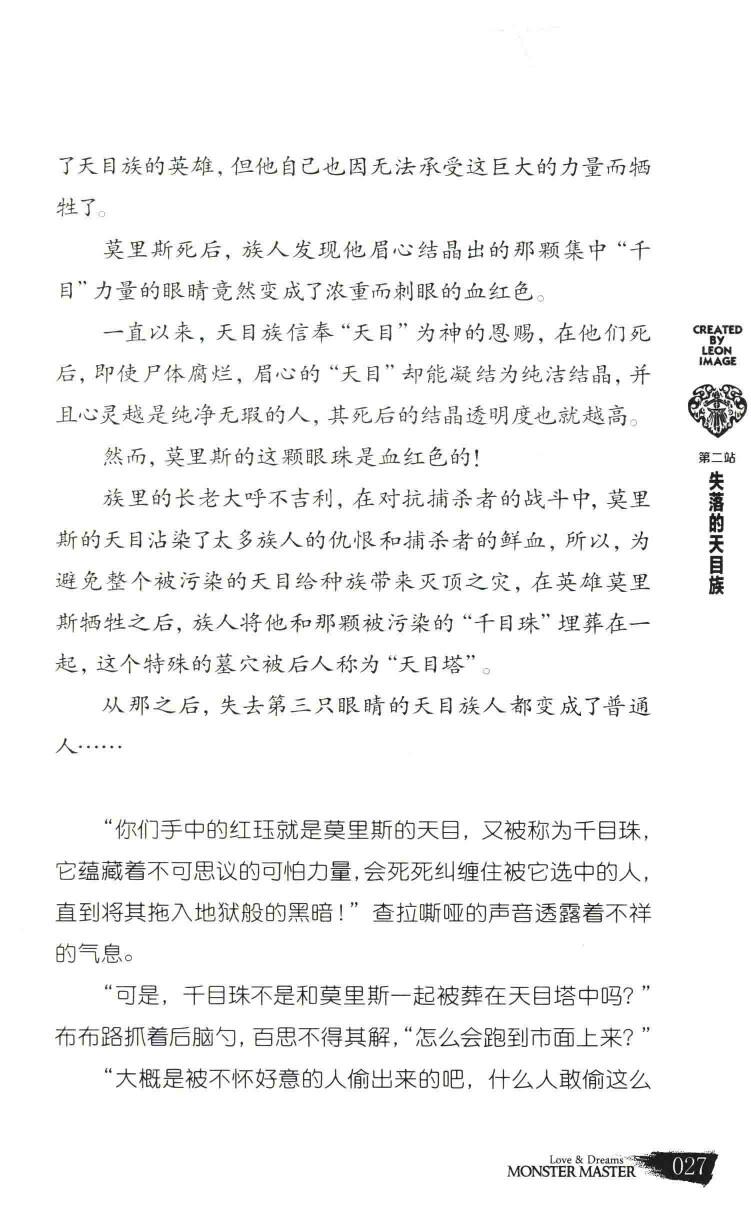 了天目族的英雄，但他自己也因无法承受这巨大的力量而牺
牲了。
莫里斯死后，族人发现他眉心结晶出的那颗集中“千
目”力量的眼睛竟然变成了浓重而刺眼的血红色。
一直以来，天目族信奉“天目”为神的恩赐，在他们死
后，即使尸体腐烂，眉心的“天目”却能凝结为纯洁结晶，并
且心灵越是纯净无瑕的人，其死后的结晶透明度也就越高。
然而，莫里斯的这颗眼珠是血红色的！
族里的长老大呼不吉利，在对抗捕杀者的战斗中，莫里
斯的天目沾染了太多族人的仇恨和捕杀者的鲜血，所以，为
避免整个被污染的天目给种族带来灭顶之灾，在英雄莫里
斯牺牲之后，族人将他和那颗被污染的“千目珠”埋葬在一
起，这个特殊的墓穴被后人称为“天目塔”。
从那之后，失去第三只眼睛的天目族人都变成了普通
人……
“你们手中的红珏就是莫里斯的天目，又被称为千目珠，
它蕴藏着不可思议的可怕力量，会死死纠缠住被它选中的人，
直到将其拖入地狱般的黑暗！”查拉嘶哑的声音透露着不祥
的气息。
“可是，千目珠不是和莫里斯一起被葬在天目塔中吗？”
布布路抓着后脑勺，百思不得其解，“怎么会跑到市面上来？”
“大概是被不怀好意的人偷出来的吧，什么人敢偷这么
CREATED
BY
LEON
IMAGE
第二站
失落的天目族
Love & Dreams
MONSTER MASTER 027